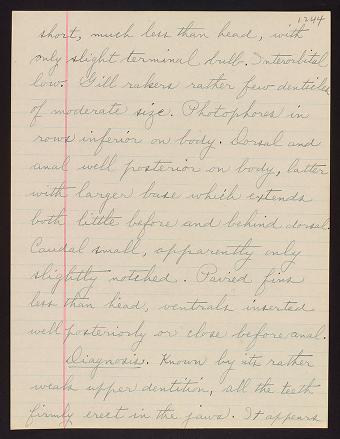 1244
short, much less than head, with
only slight terminal bulb. Interorbital
low. Gill rakers rather few denticles
of moderate size. Photophores in
rows inferior on body. Dorsal and
anal well posterior on body, latter
with larger base which extends
both little before and behind dorsal.
Caudal small, apparently only
slightly notched. Paired fins
less than head, ventrals inserted
well posteriorly or close before anal.
Diagnosis. Known by its rather
weak upper dentition, all the teeth
firmly erect in the jaws. It appears